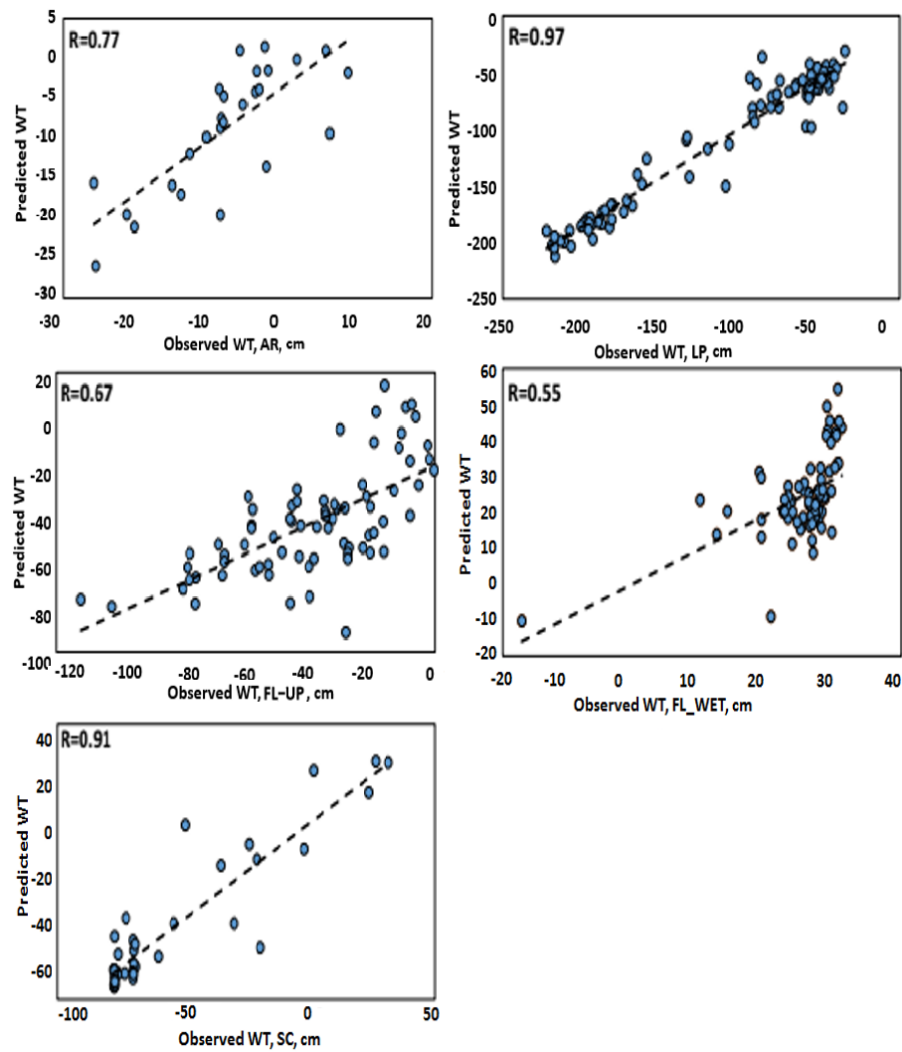 R=0.77
5
0
-5
-10
-15
-20
-25
-30
Predicted WT
-30 -20 -10 0 10 20
Observed WT, AR, cm
R=0.97
0
-50
-100
-150
-200
-250
Predicted WT
-250 -200 -150 -100 -50 0
Observed WT, LP, cm
R=0.67
20
0
-20
-40
-60
-80
-100
Predicted WT
-120 -100 -80 -60 -40 -20 0
Observed WT, FL-UP, cm
R=0.55
60
50
40
30
20
10
0
-10
-20
Predicted WT
-20 -20 0 10 20 30 40
Observed WT, FL_WET, cm
R=0.91
40
20
0
-20
-40
-60
Predicted WT
-100 -50 0 50
Observed WT, SC, cm